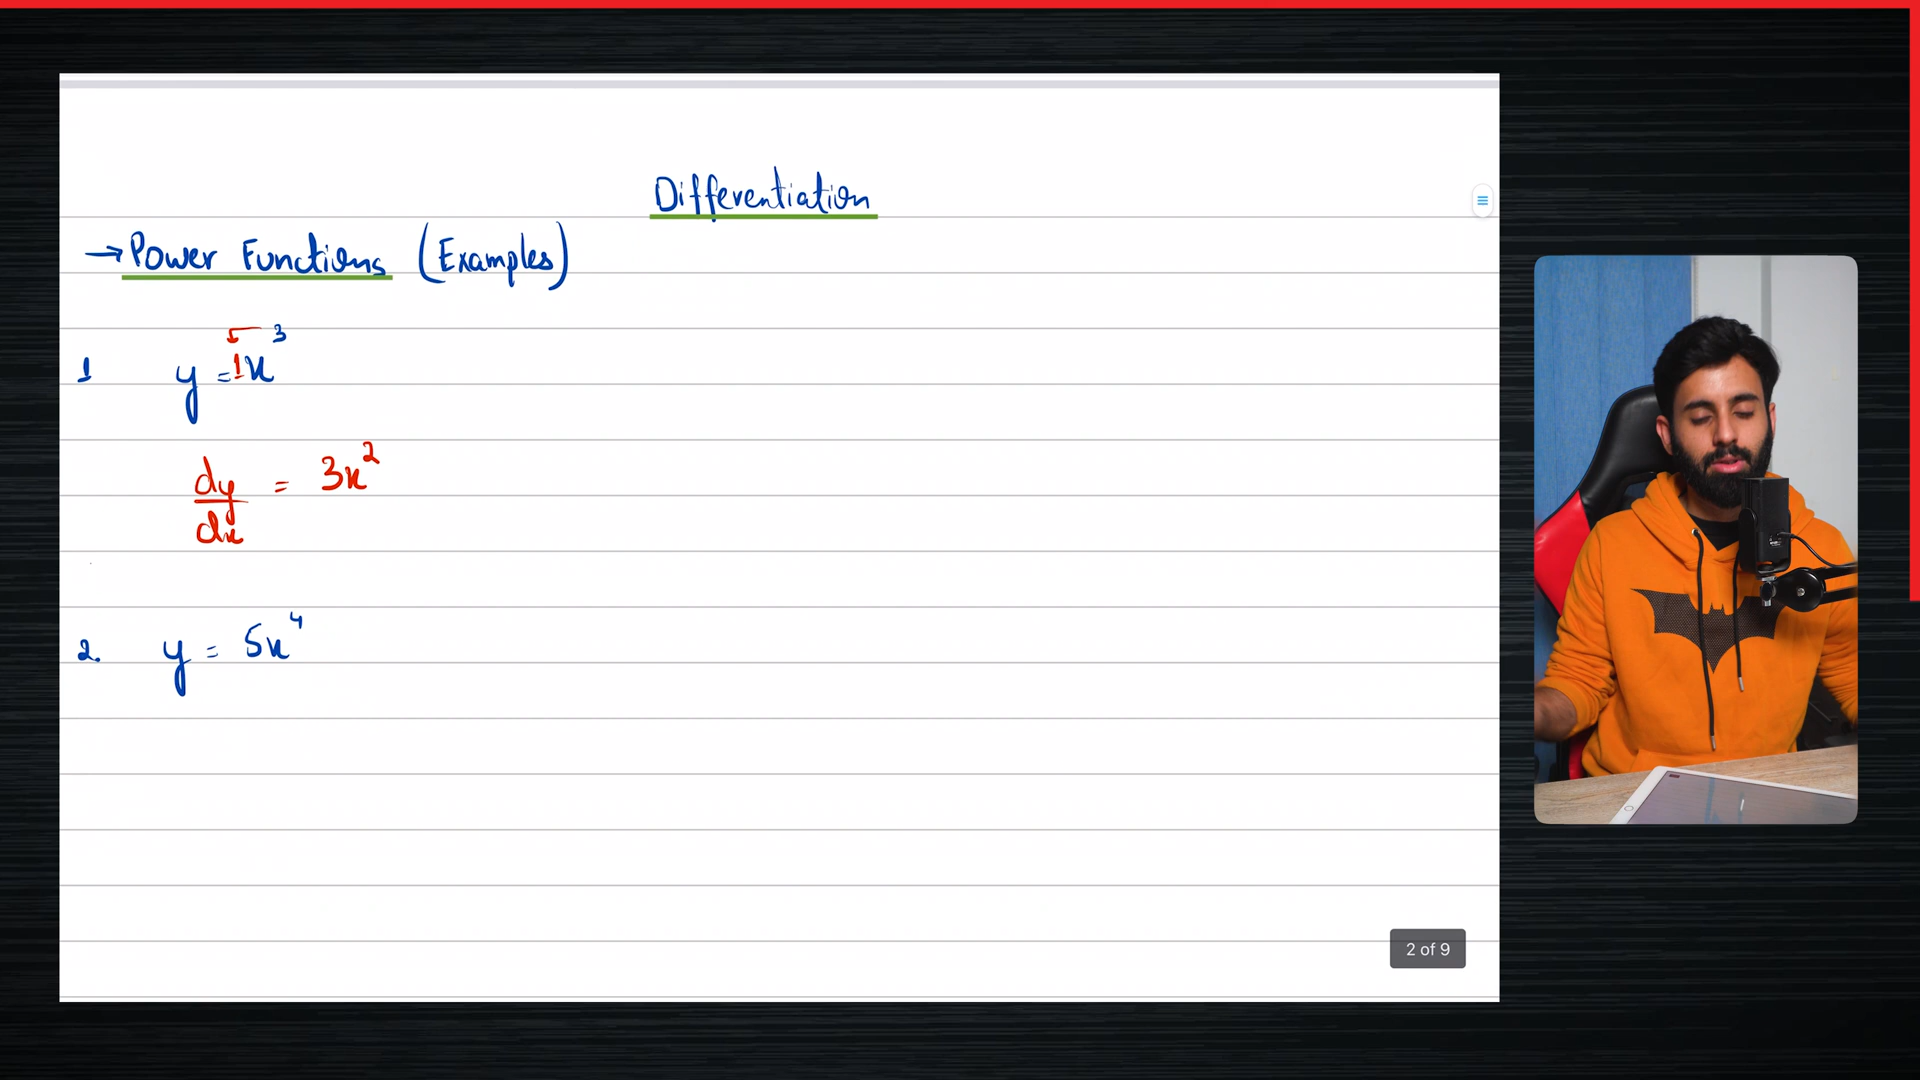 Differentiation
→ Power Functions (Examples)
1 y = 1x³
dy/dx = 3x²
2. y = 5x⁴
2 of 9